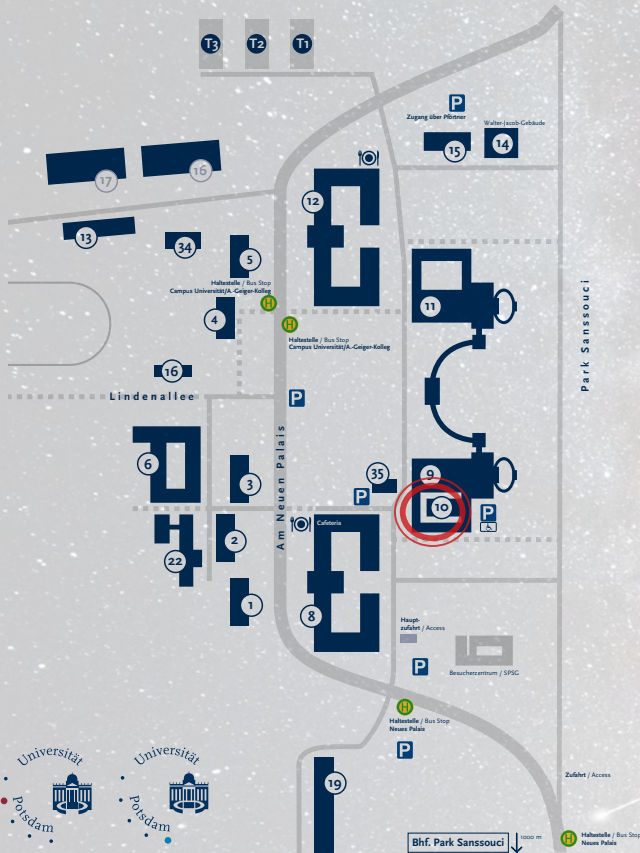 T3
T2
T1
P
Zugang über Pförtner
Walter-Jacob-Gebäude
15
14
17
16
12
13
34
5
Haltestelle / Bus Stop
Campus Universität/A.-Geiger-Kolleg
H
11
4
H
Haltestelle / Bus Stop
Campus Universität/A.-Geiger-Kolleg
Park Sanssouci
16
Lindenallee
P
Am Neuen Palais
6
3
35
9
P
10
P
2
Cafeteria
22
1
8
Haupt-
zufahrt / Access
P
Besucherzentrum / SPSG
H
Haltestelle / Bus Stop
Neues Palais
P
Universität
Potsdam
Universität
Potsdam
19
Zufahrt / Access
Bhf. Park Sanssouci
1000 m
H
Haltestelle / Bus Stop
Neues Palais